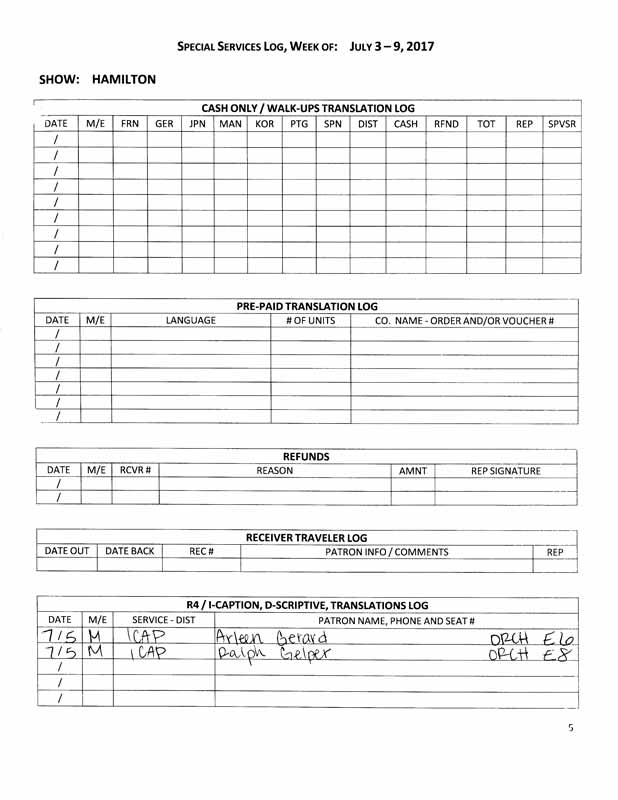 SPECIAL SERVICES LOG, WEEK OF: JULY 3 – 9, 2017
SHOW: HAMILTON
CASH ONLY / WALK-UPS TRANSLATION LOG
DATE M/E FRN GER JPN MAN KOR PTG SPN DIST CASH RFND TOT REP SPVSR
/
/
/
/
/
/
/
/
/
PRE-PAID TRANSLATION LOG
DATE M/E LANGUAGE # OF UNITS CO. NAME - ORDER AND/OR VOUCHER #
/
/
/
/
/
/
/
REFUNDS
DATE M/E RCVR # REASON AMNT REP SIGNATURE
/
/
RECEIVER TRAVELER LOG
DATE OUT DATE BACK REC # PATRON INFO / COMMENTS REP
R4 / I-CAPTION, D-SCRIPTIVE, TRANSLATIONS LOG
DATE M/E SERVICE - DIST PATRON NAME, PHONE AND SEAT #
7/5 M ICAP Arleen Gerard ORCH E6
7/5 M ICAP Ralph Gelper ORCH E8
/
/
/
5